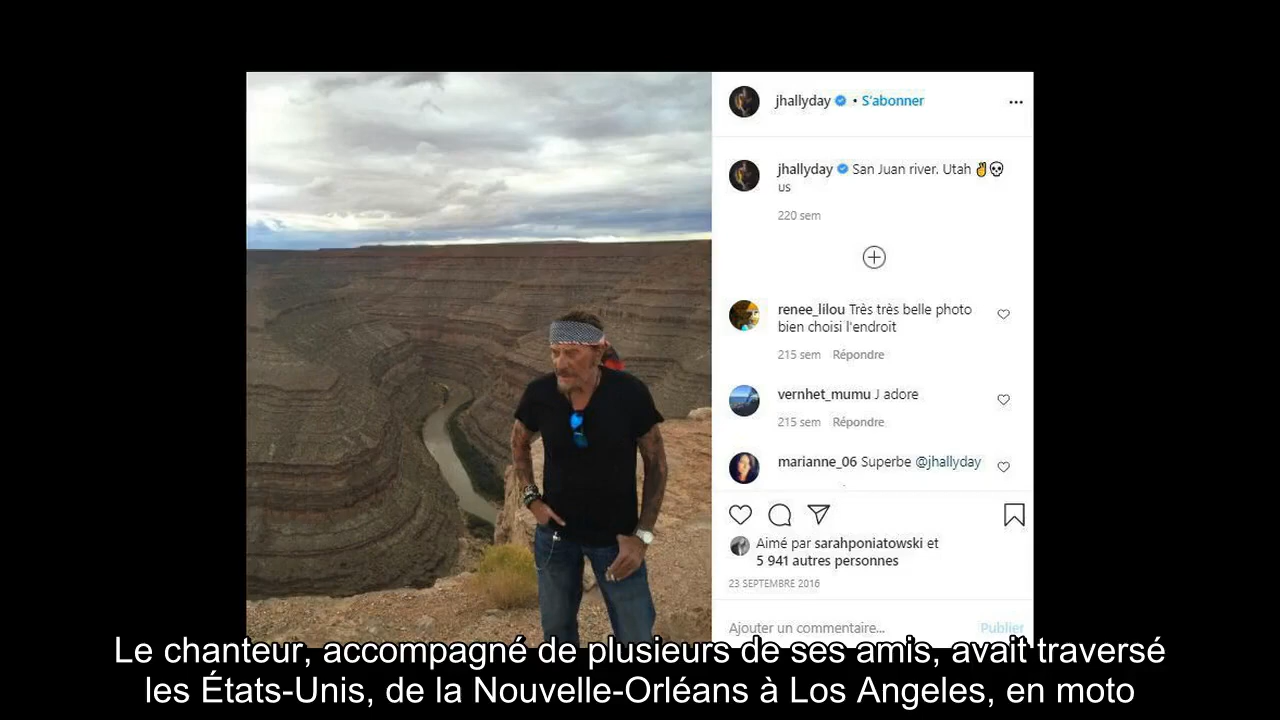 jhallyday • S'abonner
jhallyday San Juan river. Utah ✌💀
us
220 sem
renee_lilou Très très belle photo
bien choisi l'endroit
215 sem Répondre
vernhet_mumu J adore
215 sem Répondre
marianne_06 Superbe @jhallyday
Aimé par sarahponiatowski et
5 941 autres personnes
23 SEPTEMBRE 2016
Ajouter un commentaire... Publier
Le chanteur, accompagné de plusieurs de ses amis, avait traversé
les États-Unis, de la Nouvelle-Orléans à Los Angeles, en moto